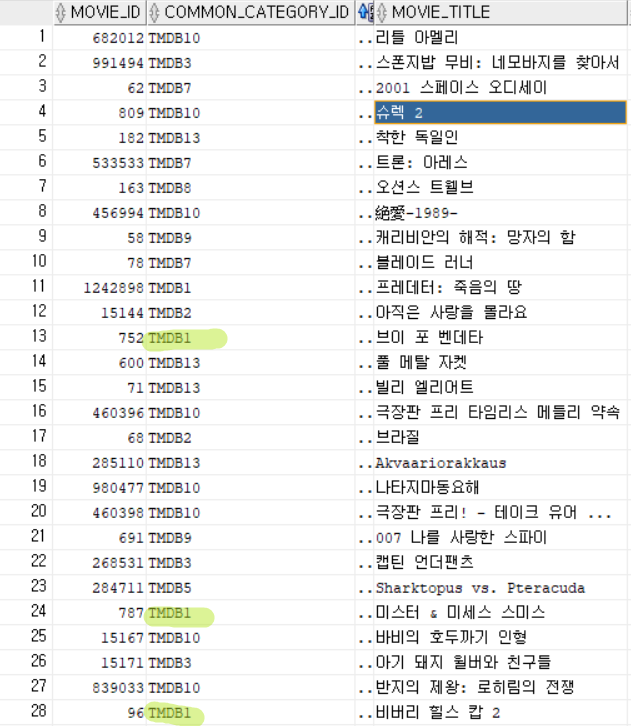 MOVIE_ID COMMON_CATEGORY_ID MOVIE_TITLE
1 682012 TMDB10 ..리틀 아멜리
2 991494 TMDB3 ..스폰지밥 무비: 네모바지를 찾아서
3 62 TMDB7 ..2001 스페이스 오디세이
4 809 TMDB10 ..슈렉 2
5 182 TMDB13 ..착한 독일인
6 533533 TMDB7 ..트론: 아레스
7 163 TMDB8 ..오션스 트웰브
8 456994 TMDB10 ..絶愛-1989-
9 58 TMDB9 ..캐리비안의 해적: 망자의 함
10 78 TMDB7 ..블레이드 러너
11 1242898 TMDB1 ..프레데터: 죽음의 땅
12 15144 TMDB2 ..아직은 사랑을 몰라요
13 752 TMDB1 ..브이 포 벤데타
14 600 TMDB13 ..풀 메탈 자켓
15 71 TMDB13 ..빌리 엘리어트
16 460396 TMDB10 ..극장판 프리 타임리스 메들리 약속
17 68 TMDB2 ..브라질
18 285110 TMDB13 ..Akvaariorakkaus
19 980477 TMDB10 ..나타지마동요해
20 460398 TMDB10 ..극장판 프리! - 테이크 유어 ...
21 691 TMDB9 ..007 나를 사랑한 스파이
22 268531 TMDB3 ..캡틴 언더팬츠
23 284711 TMDB5 ..Sharktopus vs. Pteracuda
24 787 TMDB1 ..미스터 & 미세스 스미스
25 15167 TMDB10 ..바비의 호두까기 인형
26 15171 TMDB3 ..아기 돼지 윌버와 친구들
27 839033 TMDB10 ..반지의 제왕: 로히림의 전쟁
28 96 TMDB1 ..비버리 힐스 캅 2